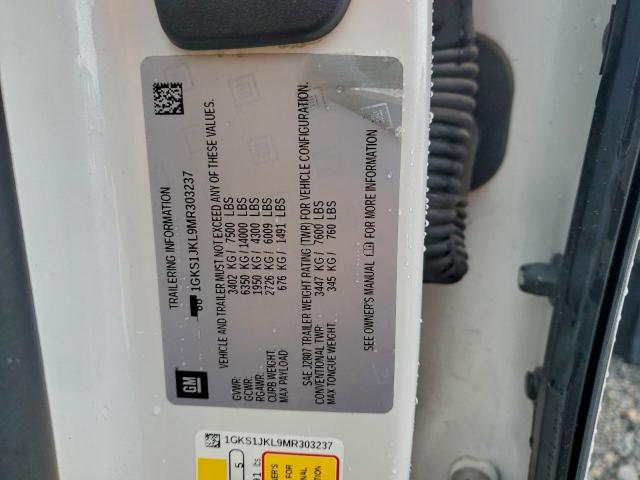 TRAILERING INFORMATION
1GKS1JKL9MR303237
VEHICLE AND TRAILER MUST NOT EXCEED ANY OF THESE VALUES.
GVWR: 3402 KG / 7500 LBS
GCWR: 6350 KG / 14000 LBS
RGAWR: 1950 KG / 4300 LBS
CURB WEIGHT: 2726 KG / 6009 LBS
MAX PAYLOAD: 676 KG / 1491 LBS
SAE J2807 TRAILER WEIGHT RATING (TWR) FOR VEHICLE CONFIGURATION.
CONVENTIONAL TWR: 3447 KG / 7600 LBS
MAX TONGUE WEIGHT: 345 KG / 760 LBS
SEE OWNER'S MANUAL FOR MORE INFORMATION
GM
1GKS1JKL9MR303237
5